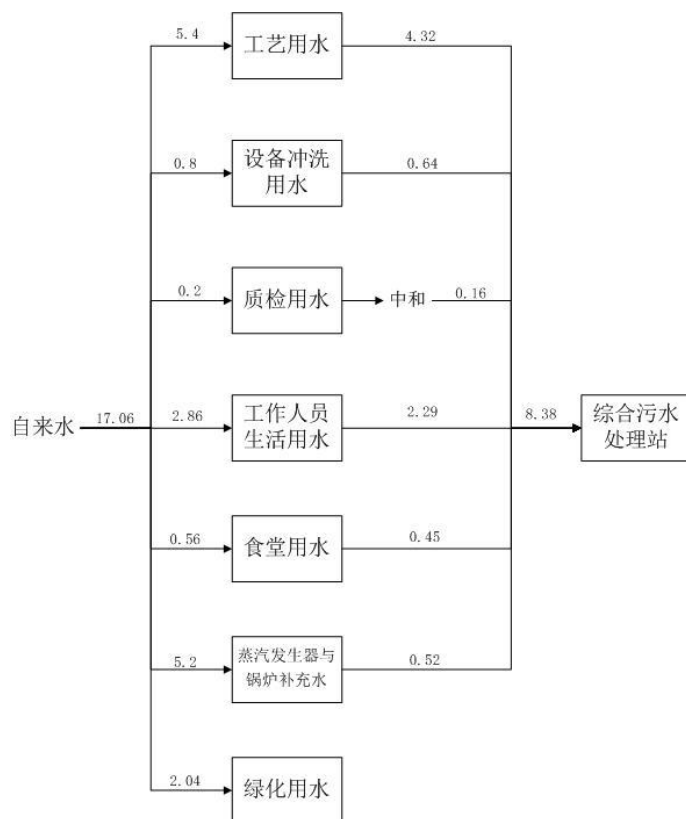 5.4
工艺用水
4.32
0.8
设备冲洗
用水
0.64
0.2
质检用水
中和
0.16
自来水
17.06
2.86
工作人员
生活用水
2.29
8.38
综合污水
处理站
0.56
食堂用水
0.45
5.2
蒸汽发生器与
锅炉补充水
0.52
2.04
绿化用水